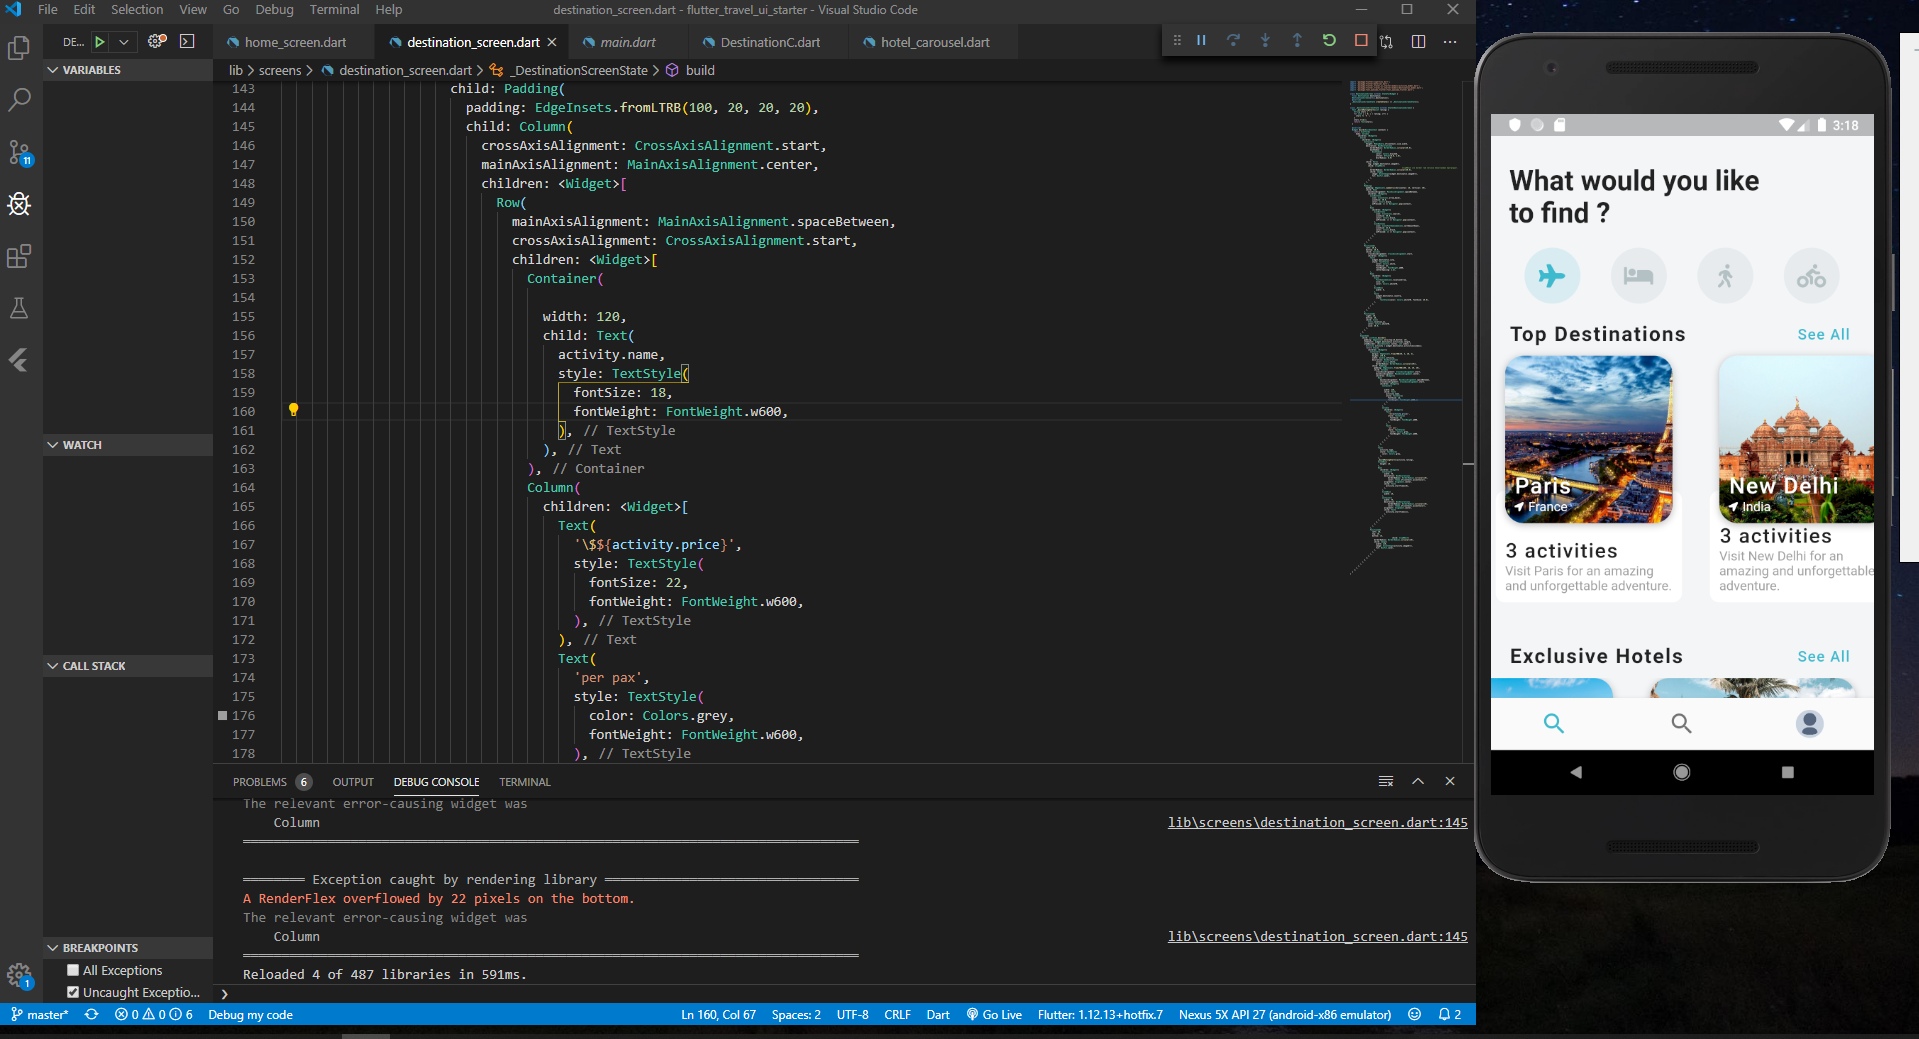 File Edit Selection View Go Debug Terminal Help
destination_screen.dart - flutter_travel_ui_starter - Visual Studio Code
DE...
home_screen.dart
destination_screen.dart
main.dart
DestinationC.dart
hotel_carousel.dart
lib > screens > destination_screen.dart > _DestinationScreenState > build
VARIABLES
WATCH
CALL STACK
BREAKPOINTS
All Exceptions
Uncaught Exceptio...
11
1
143 child: Padding(
144 padding: EdgeInsets.fromLTRB(100, 20, 20, 20),
145 child: Column(
146 crossAxisAlignment: CrossAxisAlignment.start,
147 mainAxisAlignment: MainAxisAlignment.center,
148 children: <Widget>[
149 Row(
150 mainAxisAlignment: MainAxisAlignment.spaceBetween,
151 crossAxisAlignment: CrossAxisAlignment.start,
152 children: <Widget>[
153 Container(
154
155 width: 120,
156 child: Text(
157 activity.name,
158 style: TextStyle(
159 fontSize: 18,
160 fontWeight: FontWeight.w600,
161 ), // TextStyle
162 ), // Text
163 ), // Container
164 Column(
165 children: <Widget>[
166 Text(
167 '\$${activity.price}',
168 style: TextStyle(
169 fontSize: 22,
170 fontWeight: FontWeight.w600,
171 ), // TextStyle
172 ), // Text
173 Text(
174 'per pax',
175 style: TextStyle(
176 color: Colors.grey,
177 fontWeight: FontWeight.w600,
178 ), // TextStyle
PROBLEMS 6 OUTPUT DEBUG CONSOLE TERMINAL
The relevant error-causing widget was
Column lib\screens\destination_screen.dart:145
Exception caught by rendering library
A RenderFlex overflowed by 22 pixels on the bottom.
The relevant error-causing widget was
Column lib\screens\destination_screen.dart:145
Reloaded 4 of 487 libraries in 591ms.
master* 0 0 6 Debug my code
Ln 160, Col 67 Spaces: 2 UTF-8 CRLF Dart Go Live Flutter: 1.12.13+hotfix.7 Nexus 5X API 27 (android-x86 emulator) 2
3:18
What would you like
to find ?
Top Destinations See All
Paris
France
New Delhi
India
3 activities
Visit Paris for an amazing
and unforgettable adventure.
3 activities
Visit New Delhi for an
amazing and unforgettable
adventure.
Exclusive Hotels See All